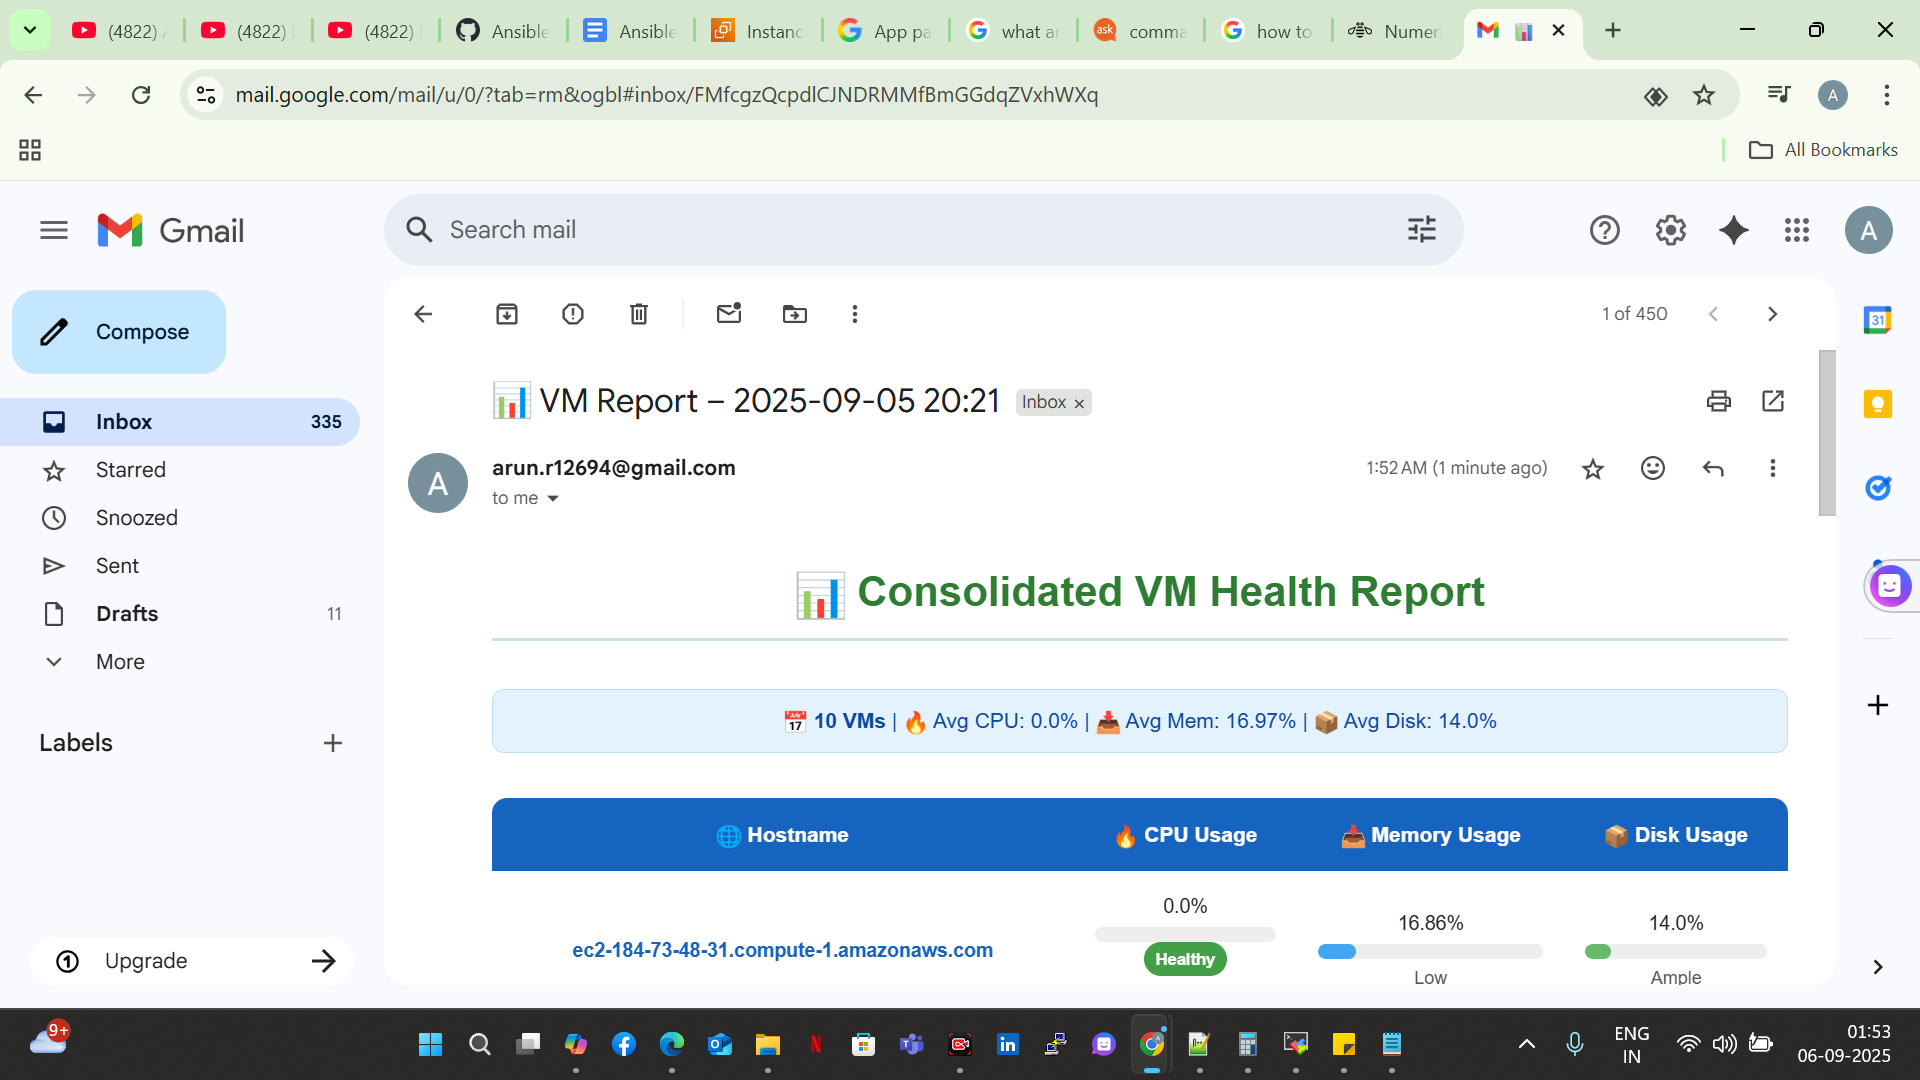 (4822)
(4822)
(4822)
Ansible
Ansible
Instanc
App pa
what a
comma
how to
Numer
mail.google.com/mail/u/0/?tab=rm&ogbl#inbox/FMfcgzQcpdlCJNDRMMfBmGGdqZVxhWXq
A
All Bookmarks
Gmail
Search mail
A
Compose
1 of 450
Inbox 335
Starred
Snoozed
Sent
Drafts 11
More
Labels
Upgrade
31
VM Report – 2025-09-05 20:21 Inbox ×
A
arun.r12694@gmail.com
1:52 AM (1 minute ago)
to me
Consolidated VM Health Report
10 VMs | Avg CPU: 0.0% | Avg Mem: 16.97% | Avg Disk: 14.0%
Hostname CPU Usage Memory Usage Disk Usage
ec2-184-73-48-31.compute-1.amazonaws.com
0.0%
Healthy
16.86%
Low
14.0%
Ample
9+
ENG
IN
01:53
06-09-2025